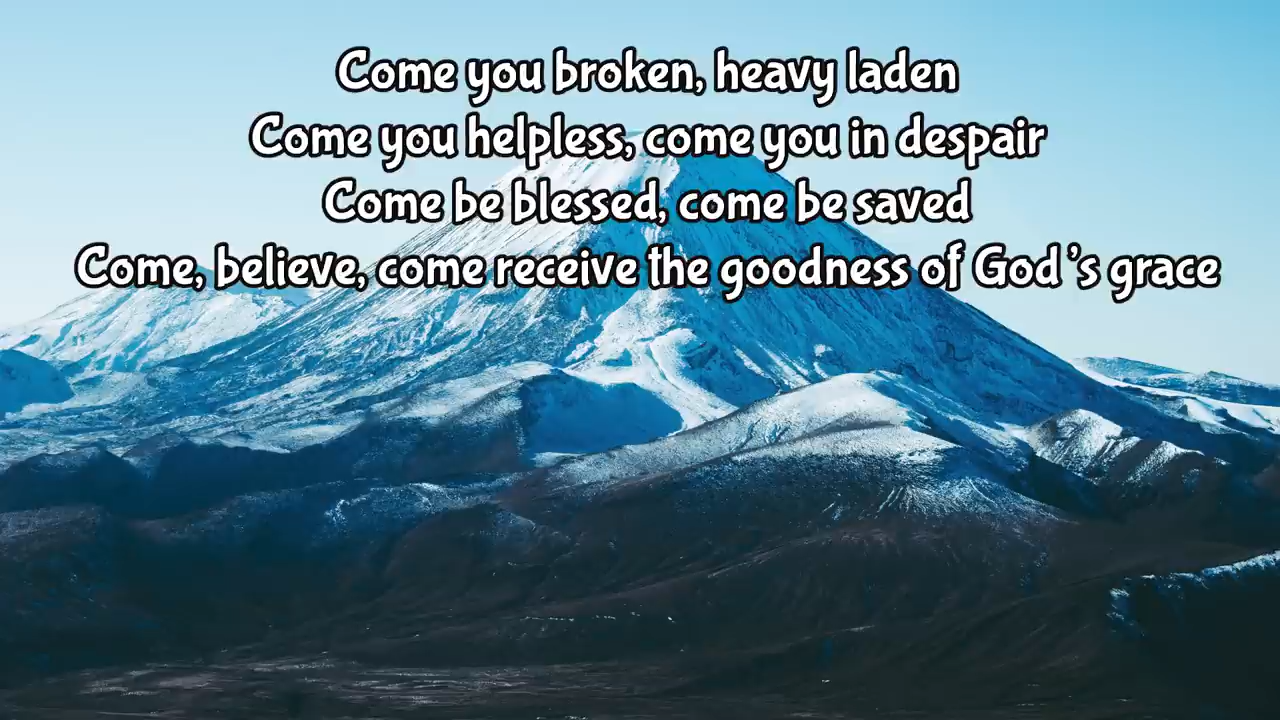 Come you broken, heavy laden
Come you helpless, come you in despair
Come be blessed, come be saved
Come, believe, come receive the goodness of God's grace